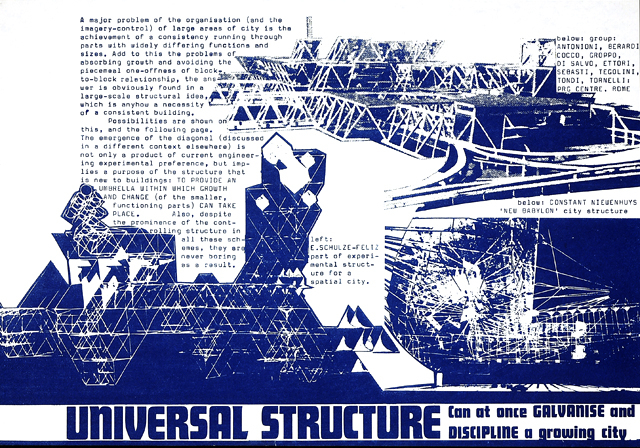 A major problem of the organisation (and the
imagery-control) of large areas of city is the
achievement of a consistency running through
parts with widely differing functions and
sizes. Add to this the problems of
absorbing growth and avoiding the
piecemeal one-offness of block-
to-block relationship, the ans
wer is obviously found in a
large-scale structural idea,
which is anyhow a necessity
of a consistent building.
Possibilities are shown on
this, and the following page.
The emergence of the diagonal (discussed
in a different context elsewhere) is
not only a product of current engineer-
ing experimental preference, but imp-
lies a purpose of the structure that
is new to buildings: TO PROVIDE AN
UMBRELLA WITHIN WHICH GROWTH
AND CHANGE (of the smaller,
functioning parts) CAN TAKE
PLACE. Also, despite
the prominence of the cont-
rolling structure in
all these sch-
emes, they are
never boring
as a result.
below: group:
ANTONIONI, BERARDI
COCCO, GROPPO,
DI SALVO, ETTORI,
SEBASTI, TEGOLINI,
TONDI, TORNELLI:
PRG CENTRE, ROME
below: CONSTANT NIEWENHUYS
'NEW BABYLON' city structure
left:
E.SCHULZE-FELTZ
part of experi-
mental struct-
ure for a
spatial city.
UNIVERSAL STRUCTURE Can at once GALVANISE and
DISCIPLINE a growing city